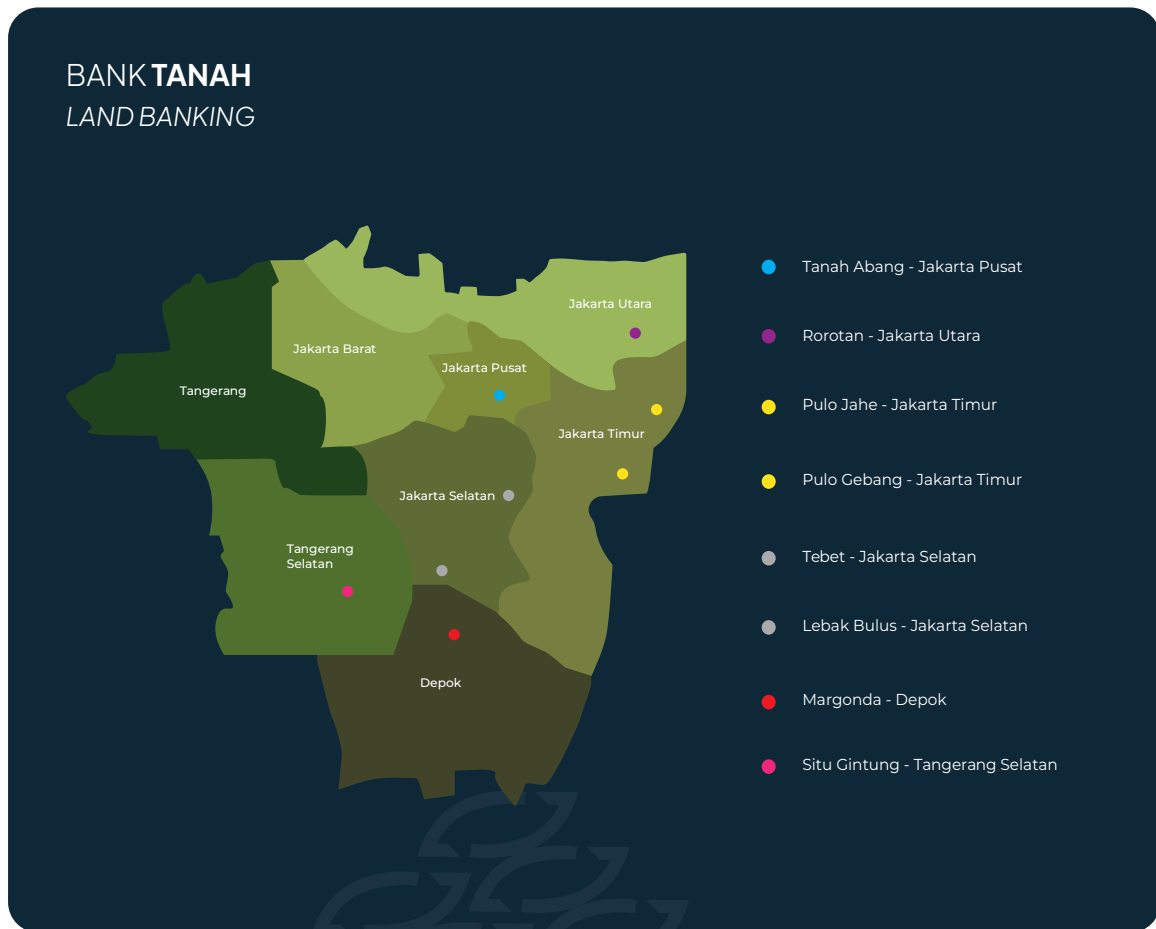 BANK TANAH
LAND BANKING
Jakarta Utara
Jakarta Barat
Jakarta Pusat
Tangerang
Jakarta Timur
Jakarta Selatan
Tangerang
Selatan
Depok
Tanah Abang - Jakarta Pusat
Rorotan - Jakarta Utara
Pulo Jahe - Jakarta Timur
Pulo Gebang - Jakarta Timur
Tebet - Jakarta Selatan
Lebak Bulus - Jakarta Selatan
Margonda - Depok
Situ Gintung - Tangerang Selatan